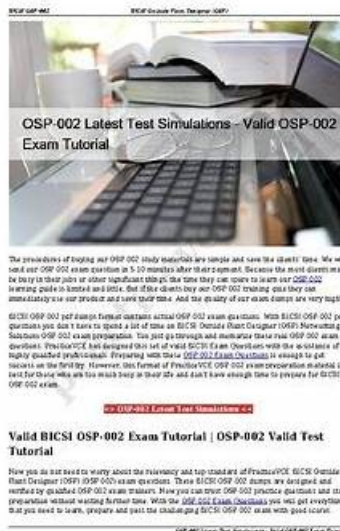 BICSI OSP-002
BICSI Outside Plant Designer (OSP)
OSP-002 Latest Test Simulations - Valid OSP-002
Exam Tutorial
The procedures of buying our OSP 002 study materials are simple and save the clients' time. We w
send our OSP 002 exam question in 5-10 minutes after their payment. Because the most clients ma
be busy in their jobs or other significant things, the time they can spare to learn our OSP 002
learning guide is limited and little. But if the clients buy our OSP 002 training quiz they can
immediately use our product and save their time. And the quality of our exam dumps are very high
BICSI OSP 002 pdf dumps format contains actual OSP 002 exam questions. With BICSI OSP 002 p
questions you don't have to spend a lot of time on BICSI Outside Plant Designer (OSP) Networking
Solutions OSP 002 exam preparation. You just go through and memorize these real OSP 002 exam
questions. PracticeVCE has designed this set of valid BICSI Exam Questions with the assistance of
highly qualified professionals. Preparing with these OSP 002 Exam Questions is enough to get
success on the first try. However, this format of PracticeVCE OSP 002 exam preparation material is
best for those who are too much busy in their life and don't have enough time to prepare for BICSI
OSP 002 exam.
>> OSP-002 Latest Test Simulations <<
Valid BICSI OSP-002 Exam Tutorial | OSP-002 Valid Test
Tutorial
Now you do not need to worry about the relevancy and top standard of PracticeVCE BICSI Outside
Plant Designer (OSP) (OSP 002) exam questions. These BICSI OSP 002 dumps are designed and
verified by qualified OSP 002 exam trainers. Now you can trust OSP 002 practice questions and sta
preparation without wasting further time. With the OSP 002 Exam Questions you will get everythin
that you need to learn, prepare and pass the challenging BICSI OSP 002 exam with good scores.